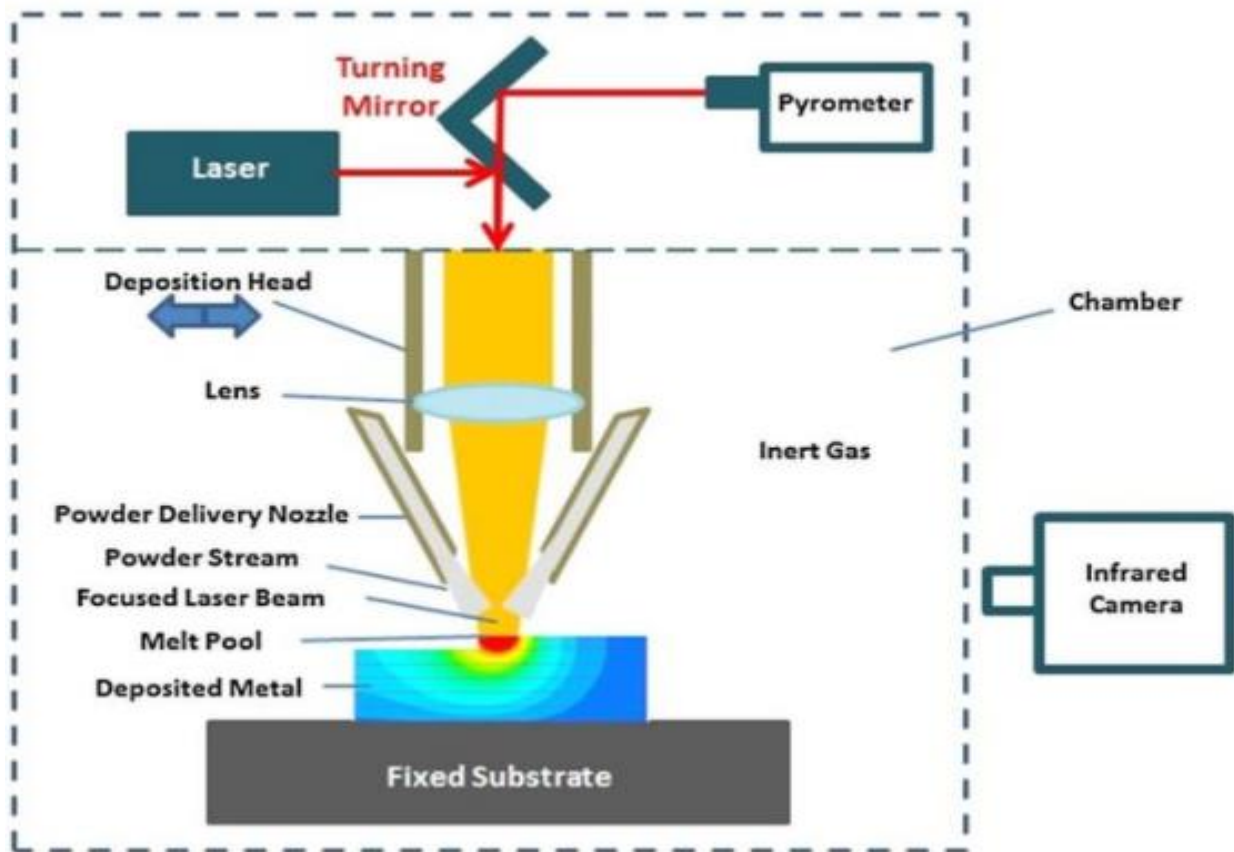 Turning
Mirror
Pyrometer
Laser
Deposition Head
Chamber
Lens
Inert Gas
Powder Delivery Nozzle
Powder Stream
Infrared
Camera
Focused Laser Beam
Melt Pool
Deposited Metal
Fixed Substrate